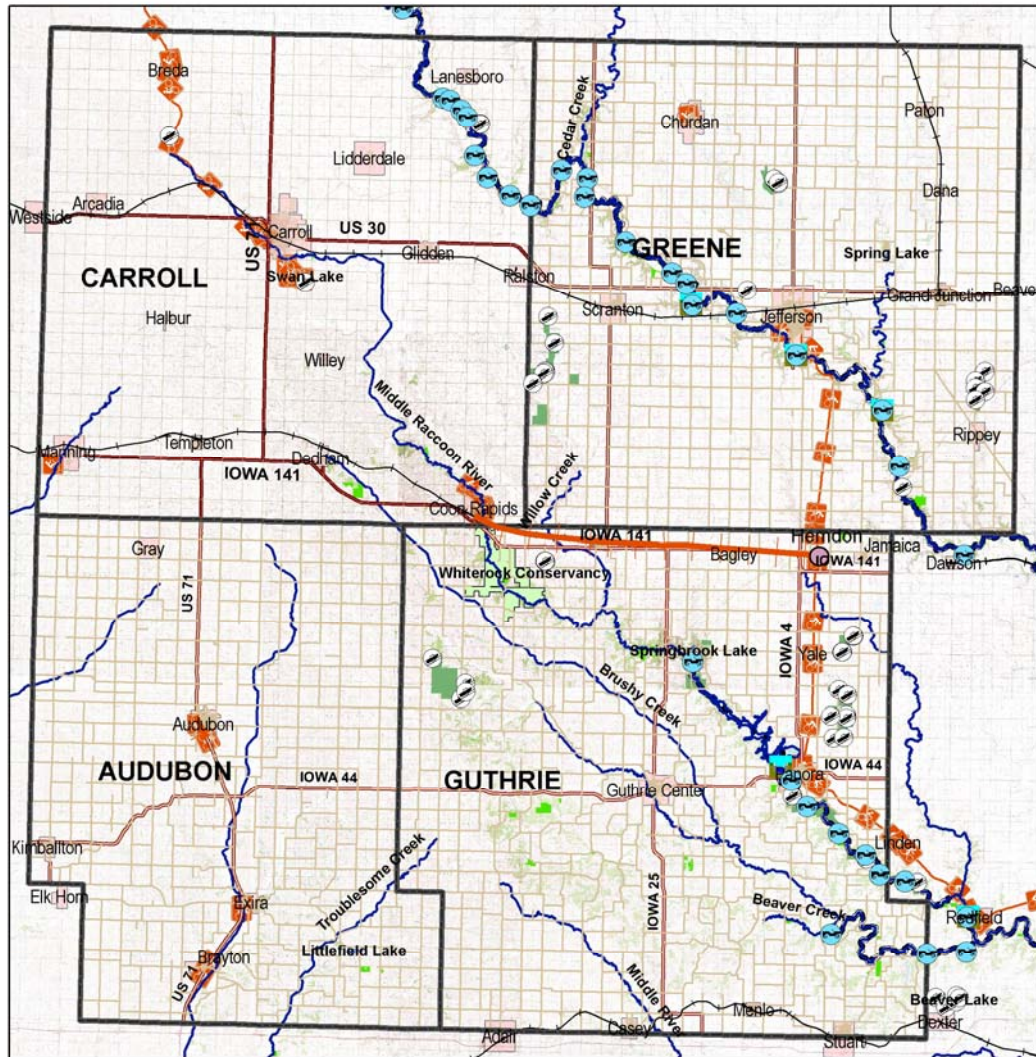 Breda
Lanesboro
Cedar Creek
Churdan
Paton
Lidderdale
Dana
Arcadia
Westside
US 71
Carroll
US 30
Glidden
GREENE
Spring Lake
CARROLL
Swan Lake
Ralston
Scranton
Grand Junction
Beaver
Jefferson
Halbur
Willey
Middle Raccoon River
Rippey
Manning
Templeton
Dedham
IOWA 141
Coon Rapids
Willow Creek
IOWA 141
Herndon
Bagley
IOWA 141
Jamaica
Dawson
Gray
US 71
Whiterock Conservancy
IOWA 4
Springbrook Lake
Yale
Brushy Creek
Audubon
AUDUBON
IOWA 44
GUTHRIE
Guthrie Center
Panora
IOWA 44
Kimballton
Linden
Elk Horn
Exira
Troublesome Creek
IOWA 25
Beaver Creek
Redfield
Brayton
US 71
Littlefield Lake
Middle River
Beaver Lake
Dexter
Adair
Casey
Menlo
Stuart